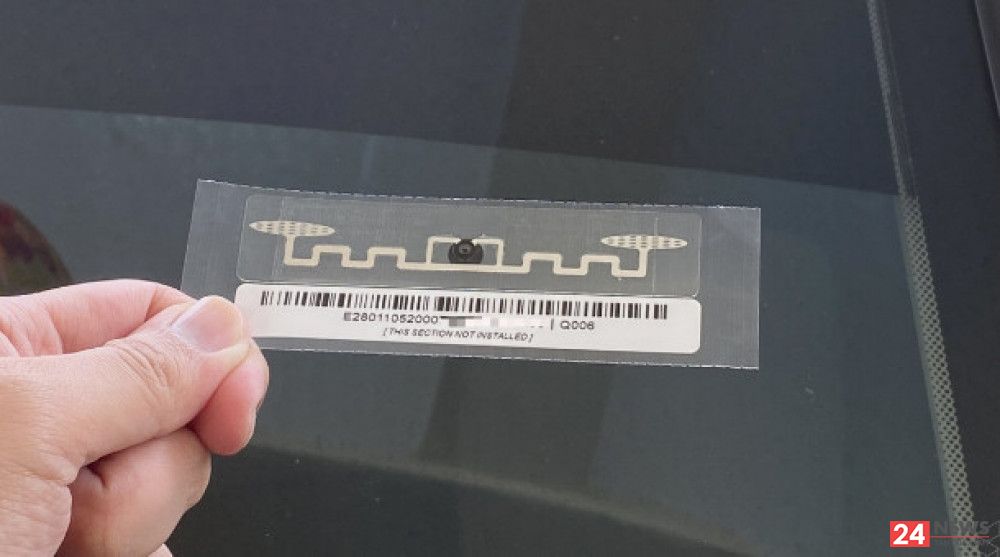 E28011052000 | Q006
[ THIS SECTION NOT INSTALLED ]
24 NEWS